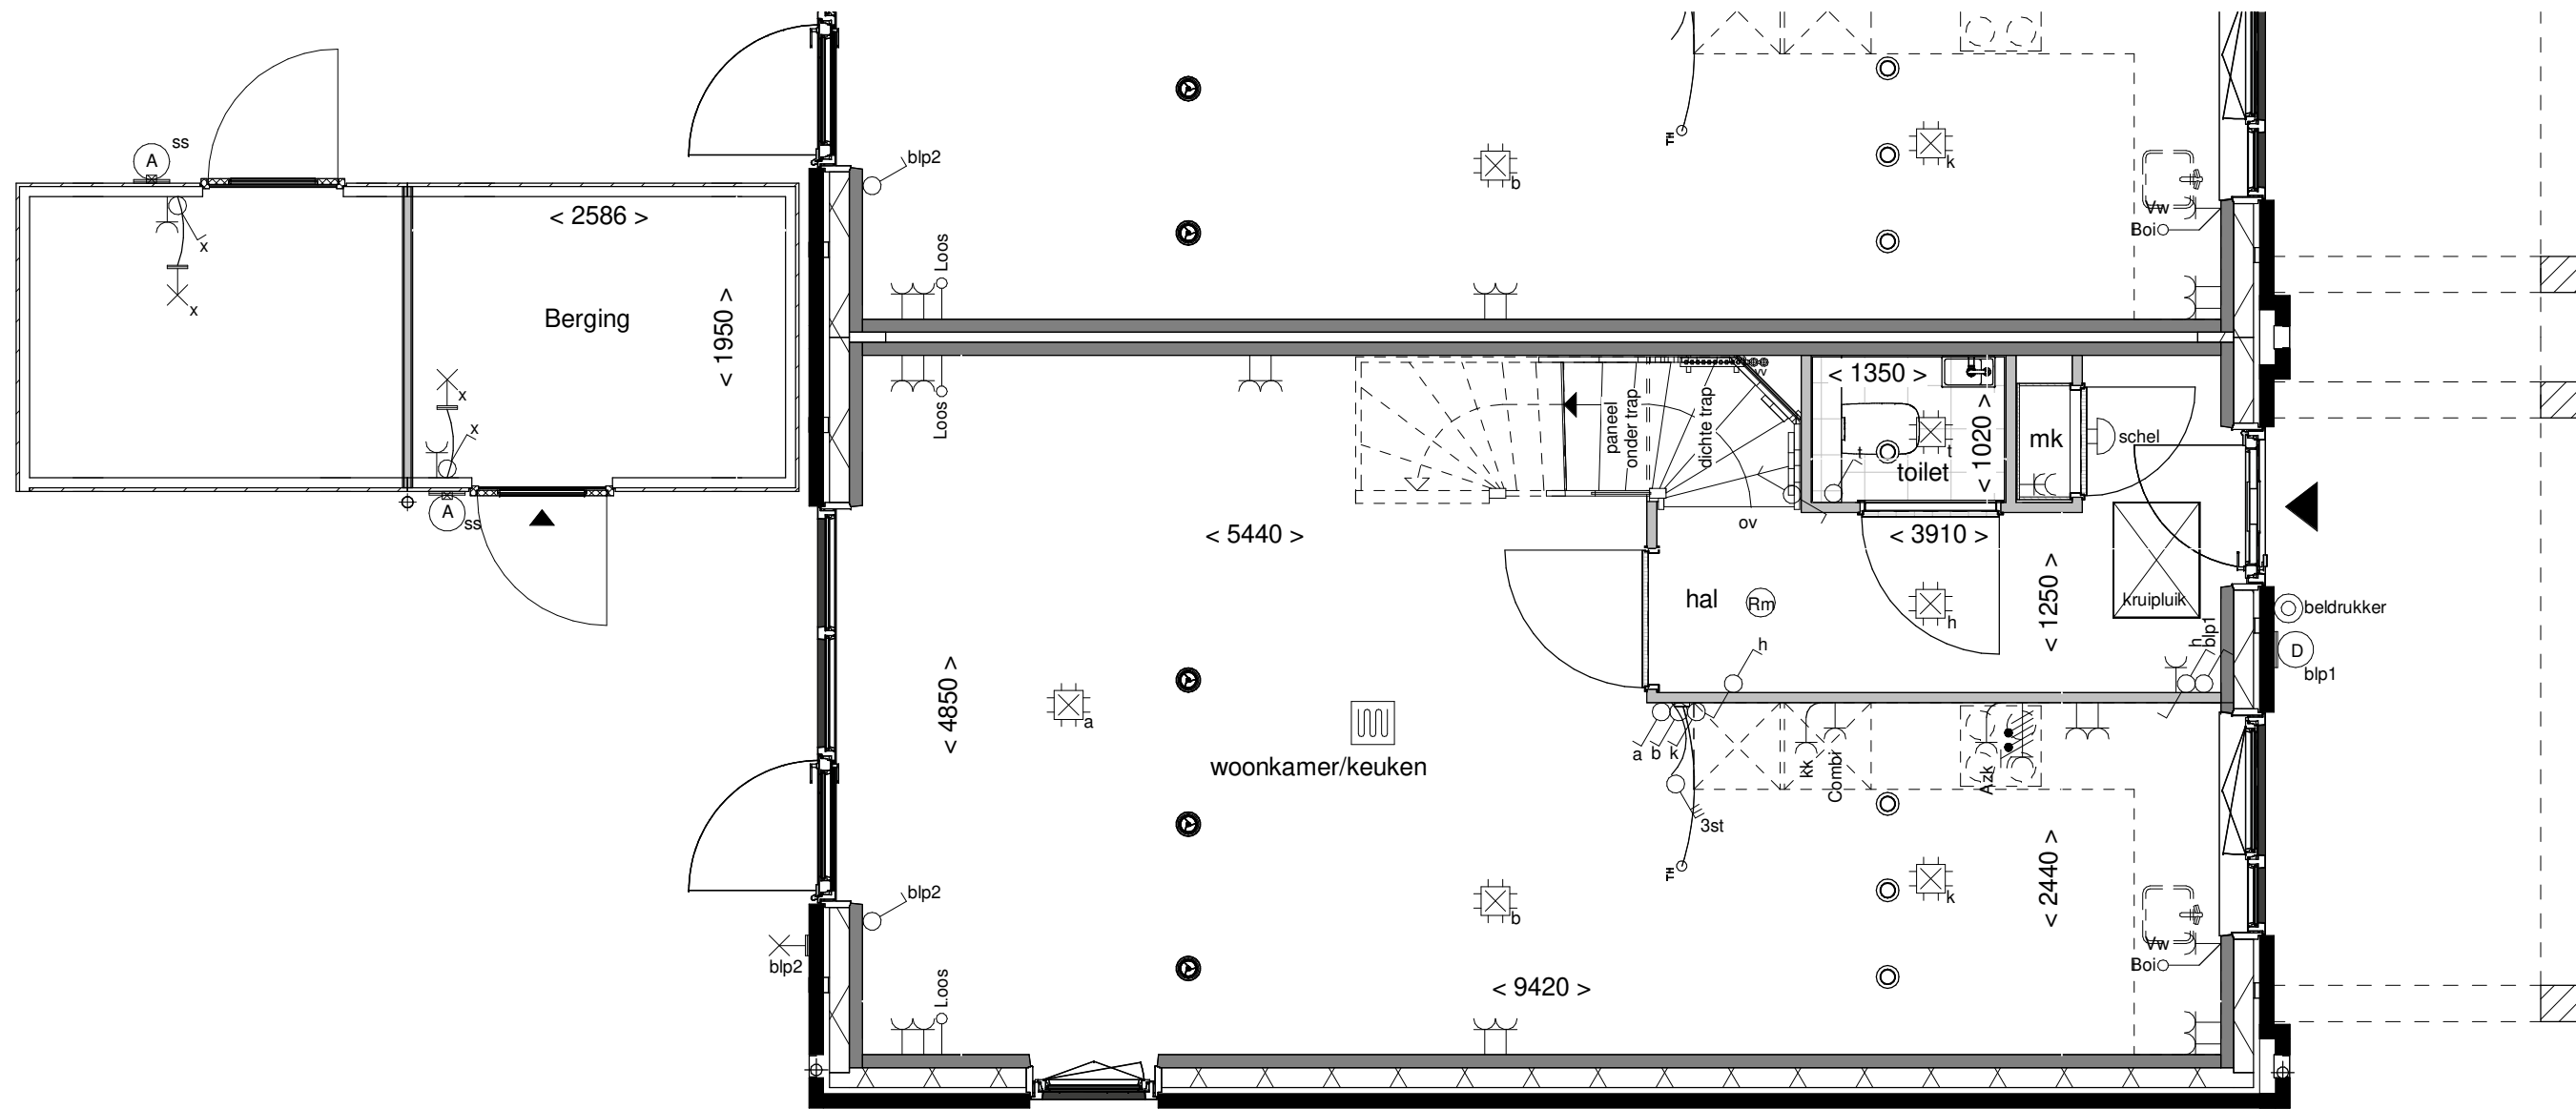 ss
A
x
x
< 2586 >
Berging
< 1950 >
x
x
A
ss
blp2
Loos
b
TH
k
Vw
Boi
Loos
paneel
onder trap
dichte trap
< 1350 >
< 1020 >
t
t
toilet
mk
schel
< 5440 >
ov
< 3910 >
hal
Rm
h
h
< 1250 >
kruipluik
h
blp1
beldrukker
D
blp1
< 4850 >
a
woonkamer/keuken
a
b
k
kk
Combi
Azk
3st
TH
blp2
blp2
Loos
b
k
< 2440 >
Vw
Boi
< 9420 >